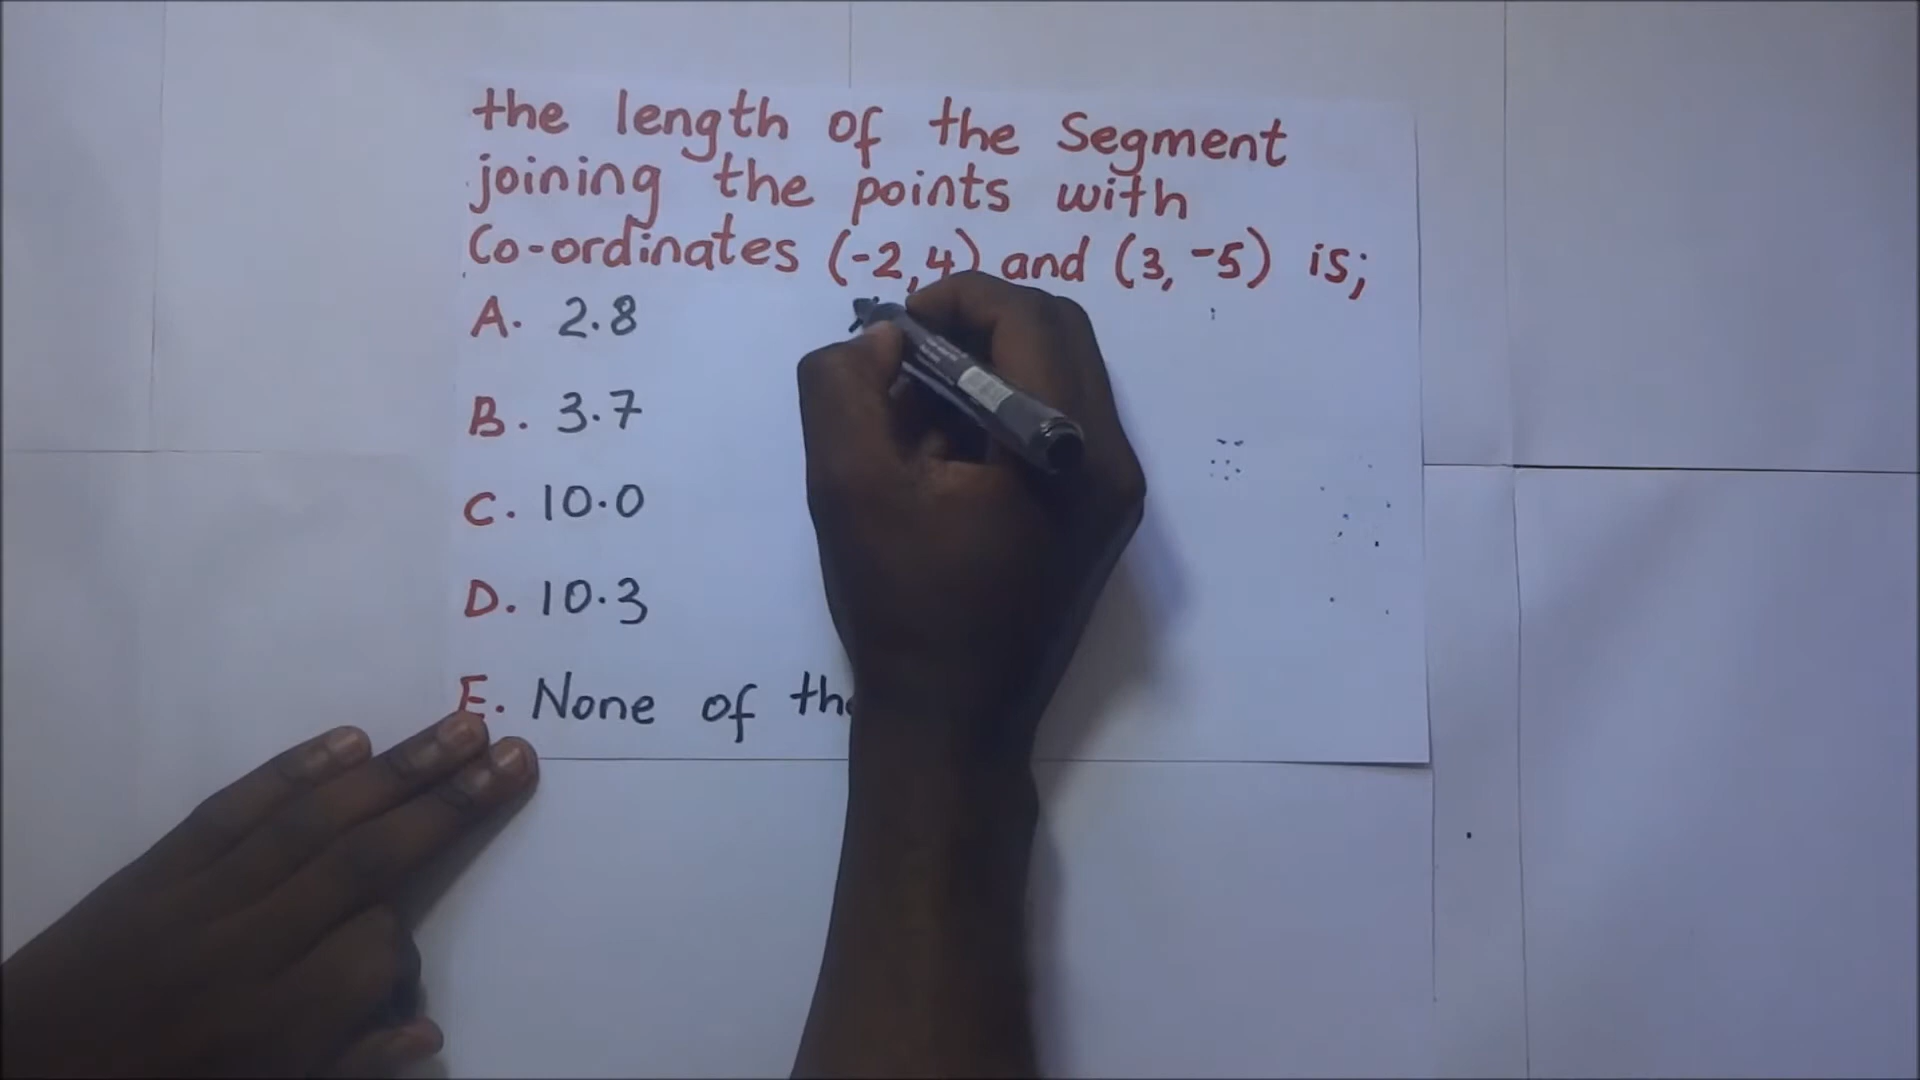 the length of the Segment
joining the points with
Co-ordinates (-2,4) and (3, -5) is;
A. 2.8
B. 3.7
C. 10.0
D. 10.3
E. None of